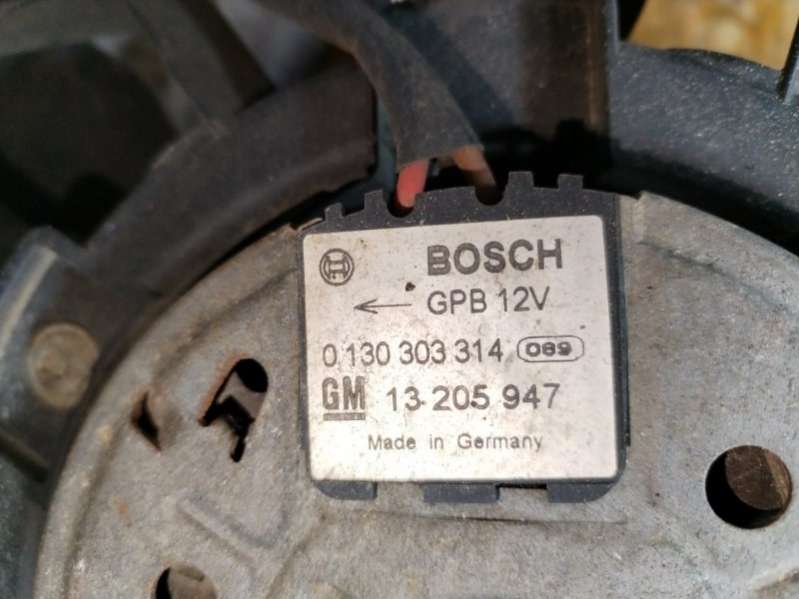 BOSCH
← GPB 12V
0 130 303 314 089
GM 13 205 947
Made in Germany